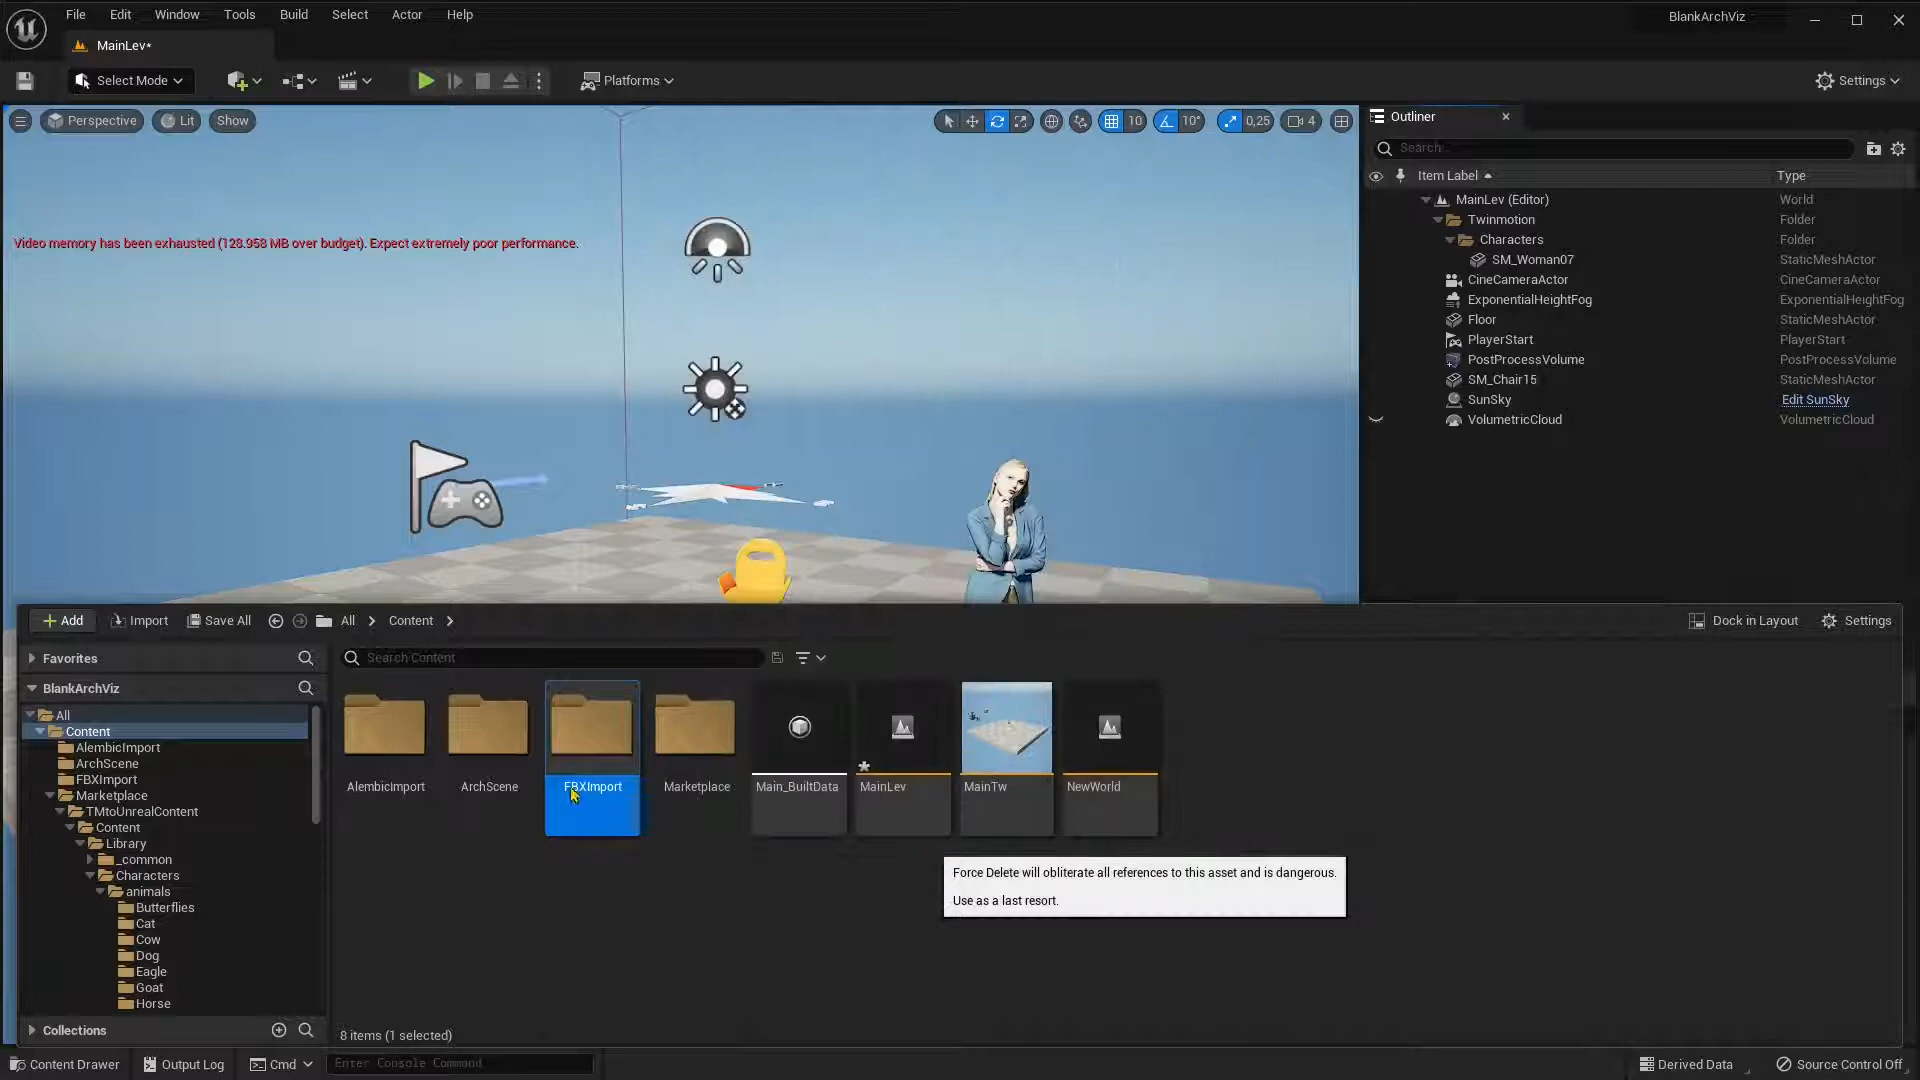 File Edit Window Tools Build Select Actor Help
BlankArchViz
MainLev*
Select Mode
Platforms
Settings
Perspective Lit Show
10 10° 0,25 4
Outliner
Search...
Item Label Type
MainLev (Editor) World
Twinmotion Folder
Characters Folder
SM_Woman07 StaticMeshActor
CineCameraActor CineCameraActor
ExponentialHeightFog ExponentialHeightFog
Floor StaticMeshActor
PlayerStart PlayerStart
PostProcessVolume PostProcessVolume
SM_Chair15 StaticMeshActor
SunSky Edit SunSky
VolumetricCloud VolumetricCloud
Video memory has been exhausted (128.958 MB over budget). Expect extremely poor performance.
Add Import Save All All Content
Dock in Layout Settings
Favorites
Search Content
BlankArchViz
All
Content
AlembicImport
ArchScene
FBXImport
Marketplace
TMtoUnrealContent
Content
Library
_common
Characters
animals
Butterflies
Cat
Cow
Dog
Eagle
Goat
Horse
AlembicImport ArchScene FBXImport Marketplace Main_BuiltData MainLev MainTw NewWorld
Force Delete will obliterate all references to this asset and is dangerous.
Use as a last resort.
Collections
8 items (1 selected)
Content Drawer Output Log Cmd Enter Console Command
Derived Data Source Control Off